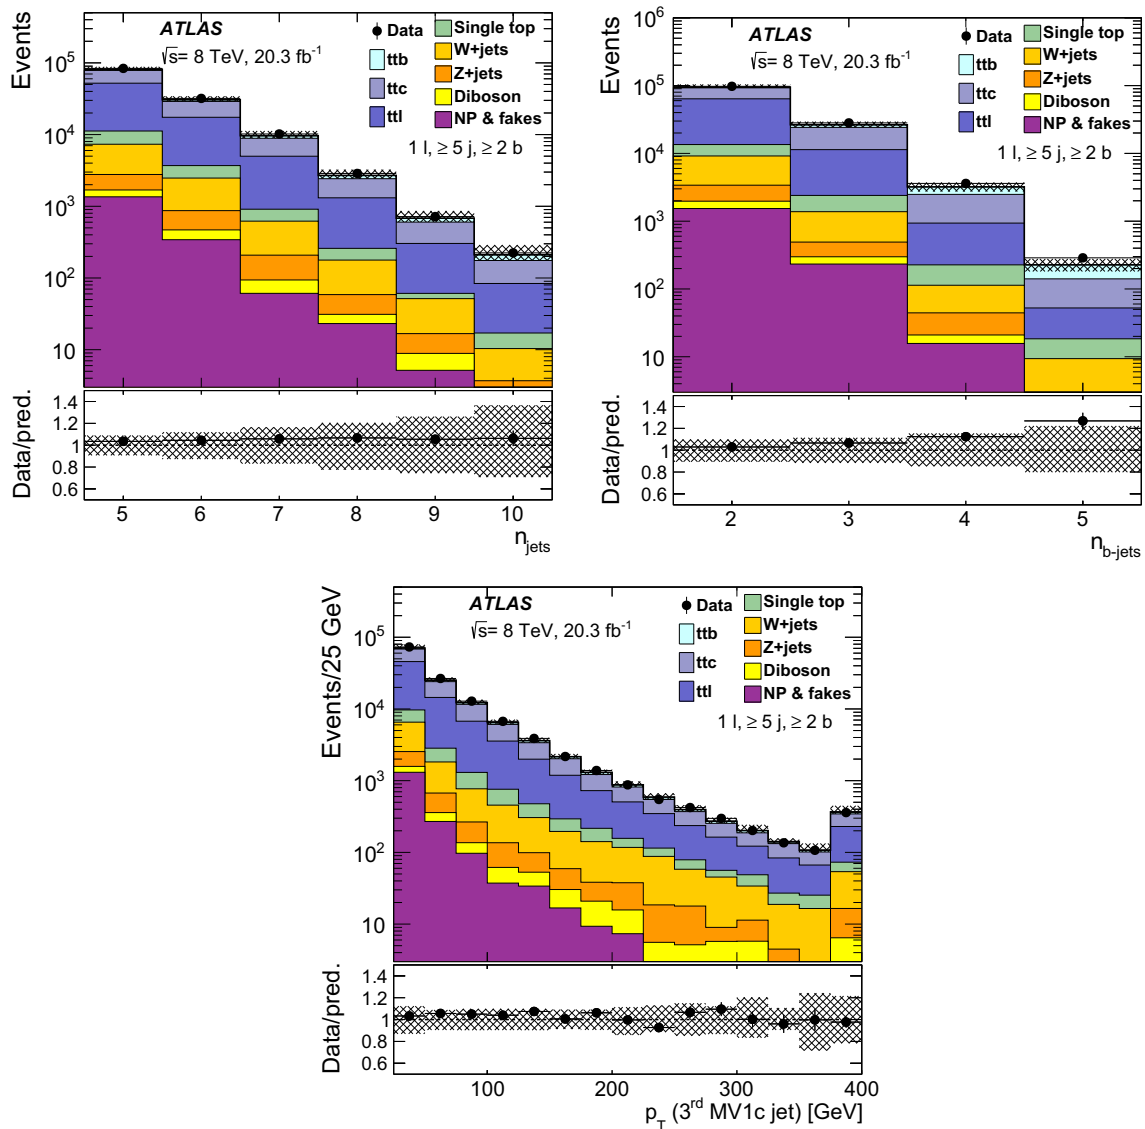 Events
ATLAS
√s= 8 TeV, 20.3 fb⁻¹
Data
ttb
ttc
ttl
Single top
W+jets
Z+jets
Diboson
NP & fakes
1 l, ≥ 5 j, ≥ 2 b
10⁵
10⁴
10³
10²
10
Data/pred.
1.4
1.2
1
0.8
0.6
5 6 7 8 9 10
n_jets
Events
ATLAS
√s= 8 TeV, 20.3 fb⁻¹
Data
ttb
ttc
ttl
Single top
W+jets
Z+jets
Diboson
NP & fakes
1 l, ≥ 5 j, ≥ 2 b
10⁶
10⁵
10⁴
10³
10²
10
Data/pred.
1.4
1.2
1.0
0.8
0.6
2 3 4 5
n_b-jets
Events/25 GeV
ATLAS
√s= 8 TeV, 20.3 fb⁻¹
Data
ttb
ttc
ttl
Single top
W+jets
Z+jets
Diboson
NP & fakes
1 l, ≥ 5 j, ≥ 2 b
10⁵
10⁴
10³
10²
10
Data/pred.
1.4
1.2
1.0
0.8
0.6
100 200 300 400
p_T (3ʳᵈ MV1c jet) [GeV]